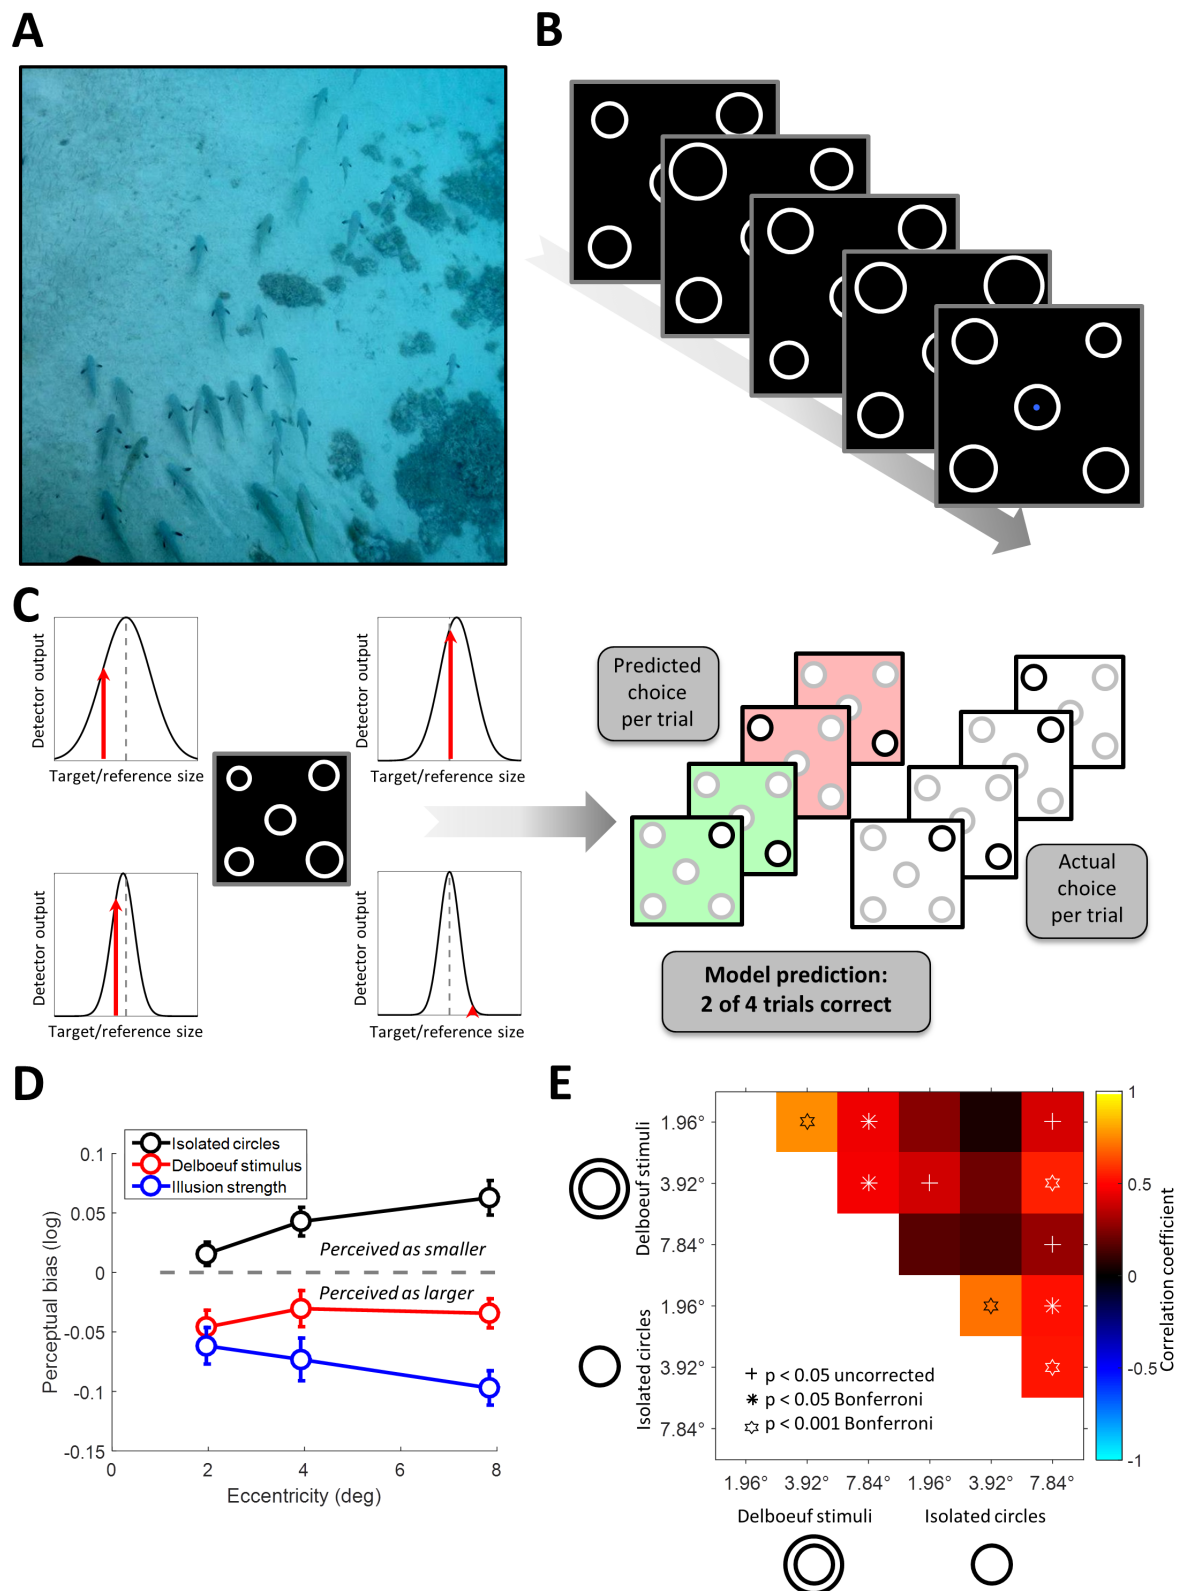 A
B
C
Detector output
Target/reference size
Detector output
Target/reference size
Detector output
Target/reference size
Detector output
Target/reference size
Predicted
choice
per trial
Actual
choice
per trial
Model prediction:
2 of 4 trials correct
D
Isolated circles
Delboeuf stimulus
Illusion strength
0.1
0.05
0
-0.05
-0.1
-0.15
Perceptual bias (log)
Perceived as smaller
Perceived as larger
0
2
4
6
8
Eccentricity (deg)
E
Delboeuf stimuli
Isolated circles
1.96°
3.92°
7.84°
1.96°
3.92°
7.84°
p < 0.05 uncorrected
p < 0.05 Bonferroni
p < 0.001 Bonferroni
1.96°
3.92°
7.84°
1.96°
3.92°
7.84°
Delboeuf stimuli
Isolated circles
1
0.5
0
-0.5
-1
Correlation coefficient